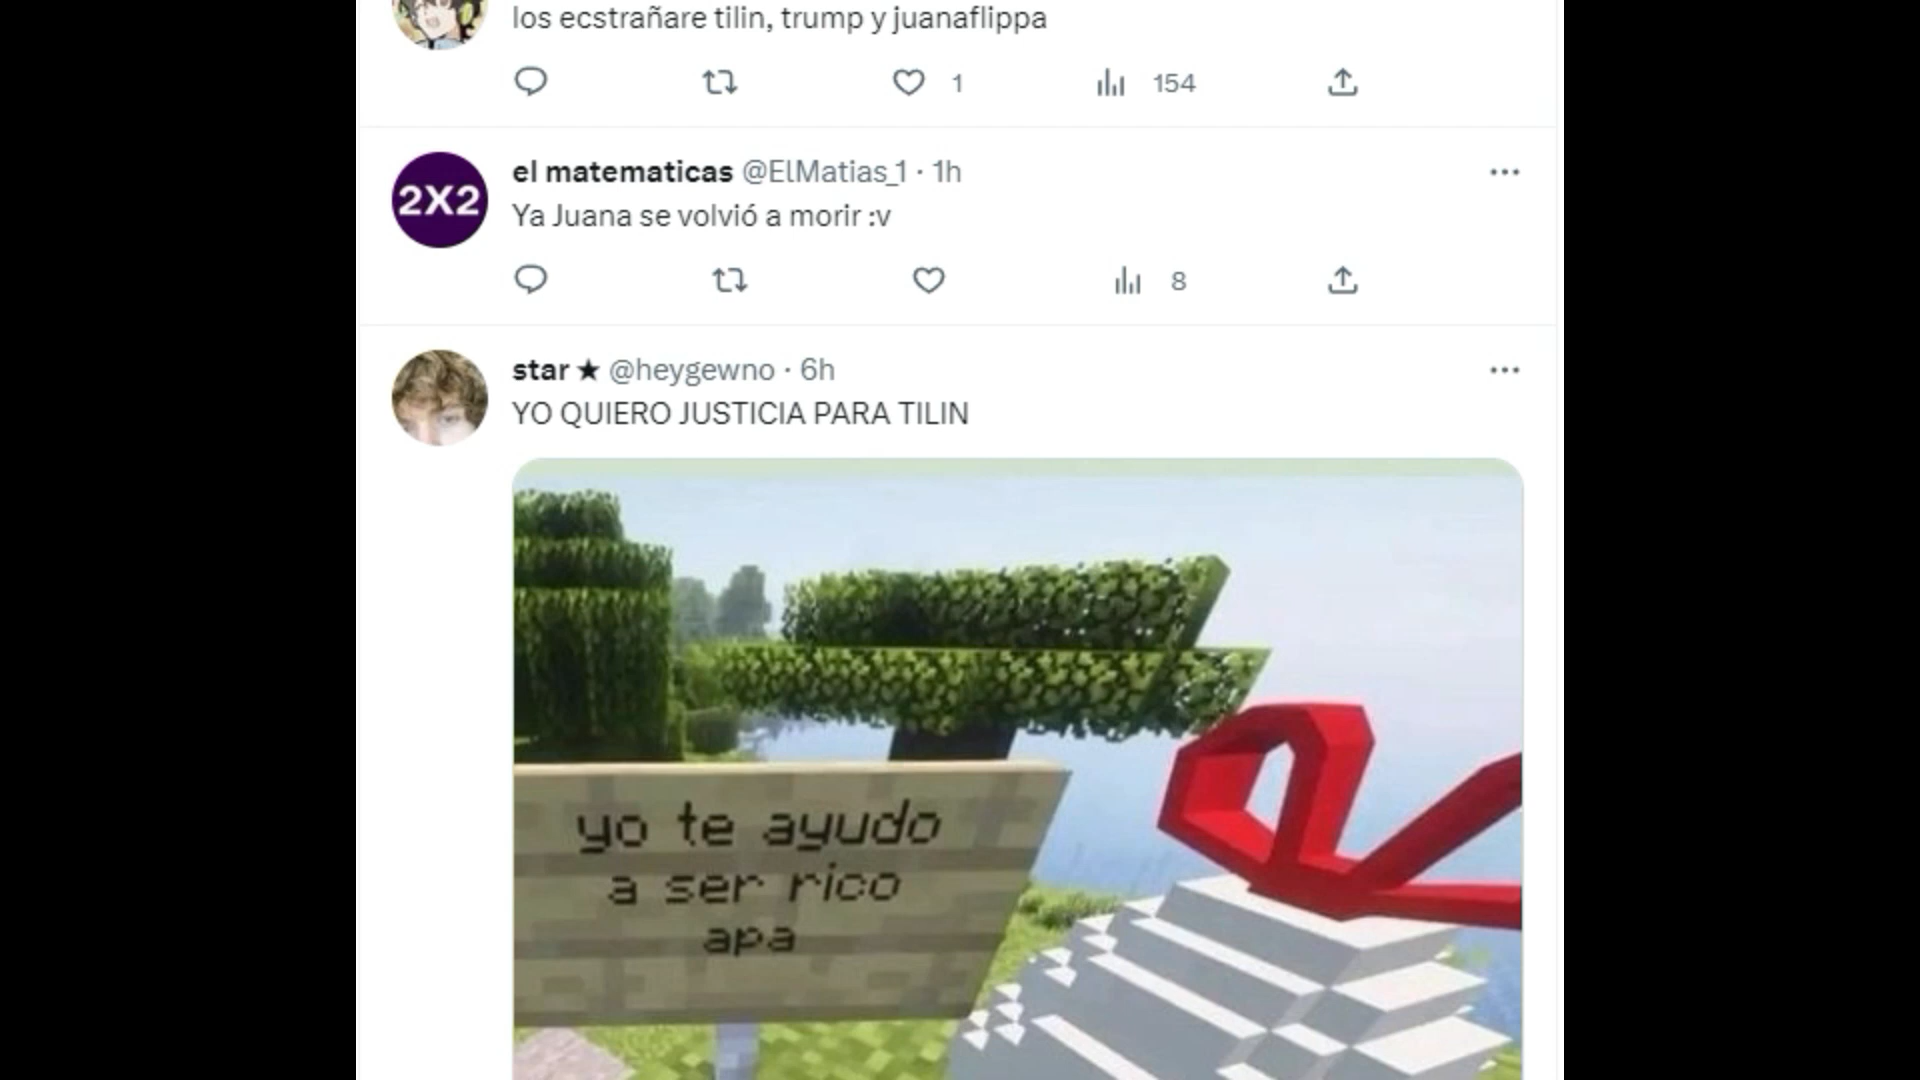 los ecstrañare tilin, trump y juanaflippa
1 154
2X2
el matematicas @ElMatias_1 · 1h
Ya Juana se volvió a morir :v
8
star ★ @heygewno · 6h
YO QUIERO JUSTICIA PARA TILIN
yo te ayudo
a ser rico
apa